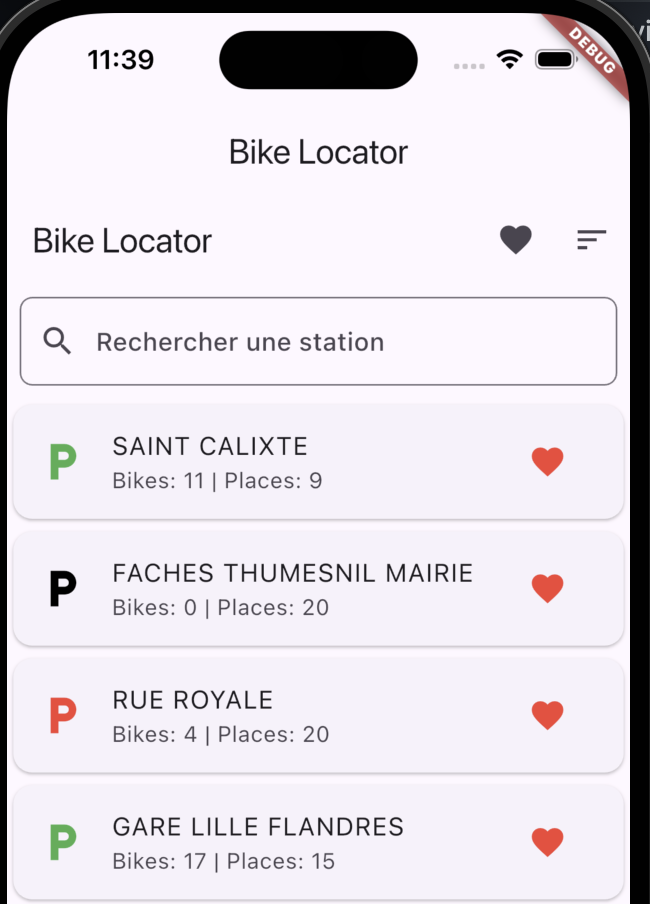 11:39
DEBUG
Bike Locator
Bike Locator
Rechercher une station
P
SAINT CALIXTE
Bikes: 11 | Places: 9
P
FACHES THUMESNIL MAIRIE
Bikes: 0 | Places: 20
P
RUE ROYALE
Bikes: 4 | Places: 20
P
GARE LILLE FLANDRES
Bikes: 17 | Places: 15